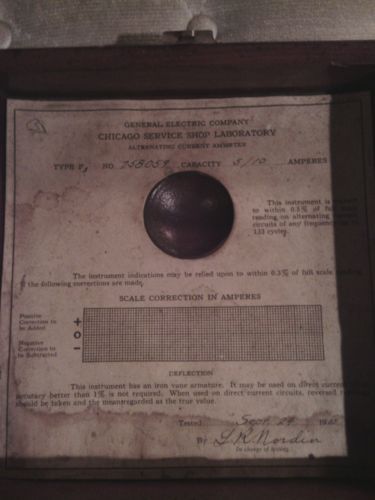 GENERAL ELECTRIC COMPANY
CHICAGO SERVICE SHOP LABORATORY
ALTERNATING CURRENT AMMETER
TYPE P, NO. 258059 CAPACITY 5/10 AMPERES
This instrument is
to within 0.5% of full
reading on alternating
circuits of any frequency
133 cycles.
The instrument indications may be relied upon to within 0.3% of full scale reading
if the following corrections are made.
SCALE CORRECTION IN AMPERES
Positive
Correction to
be Added
+
0
Negative
Correction to
be Subtracted
-
DEFLECTION
This instrument has an iron vane armature. It may be used on direct current
accuracy better than 1% is not required. When used on direct current circuits, reversed
should be taken and the mean regarded as the true value.
Tested Sept. 29
By L.R. Nordin
In charge of testing.